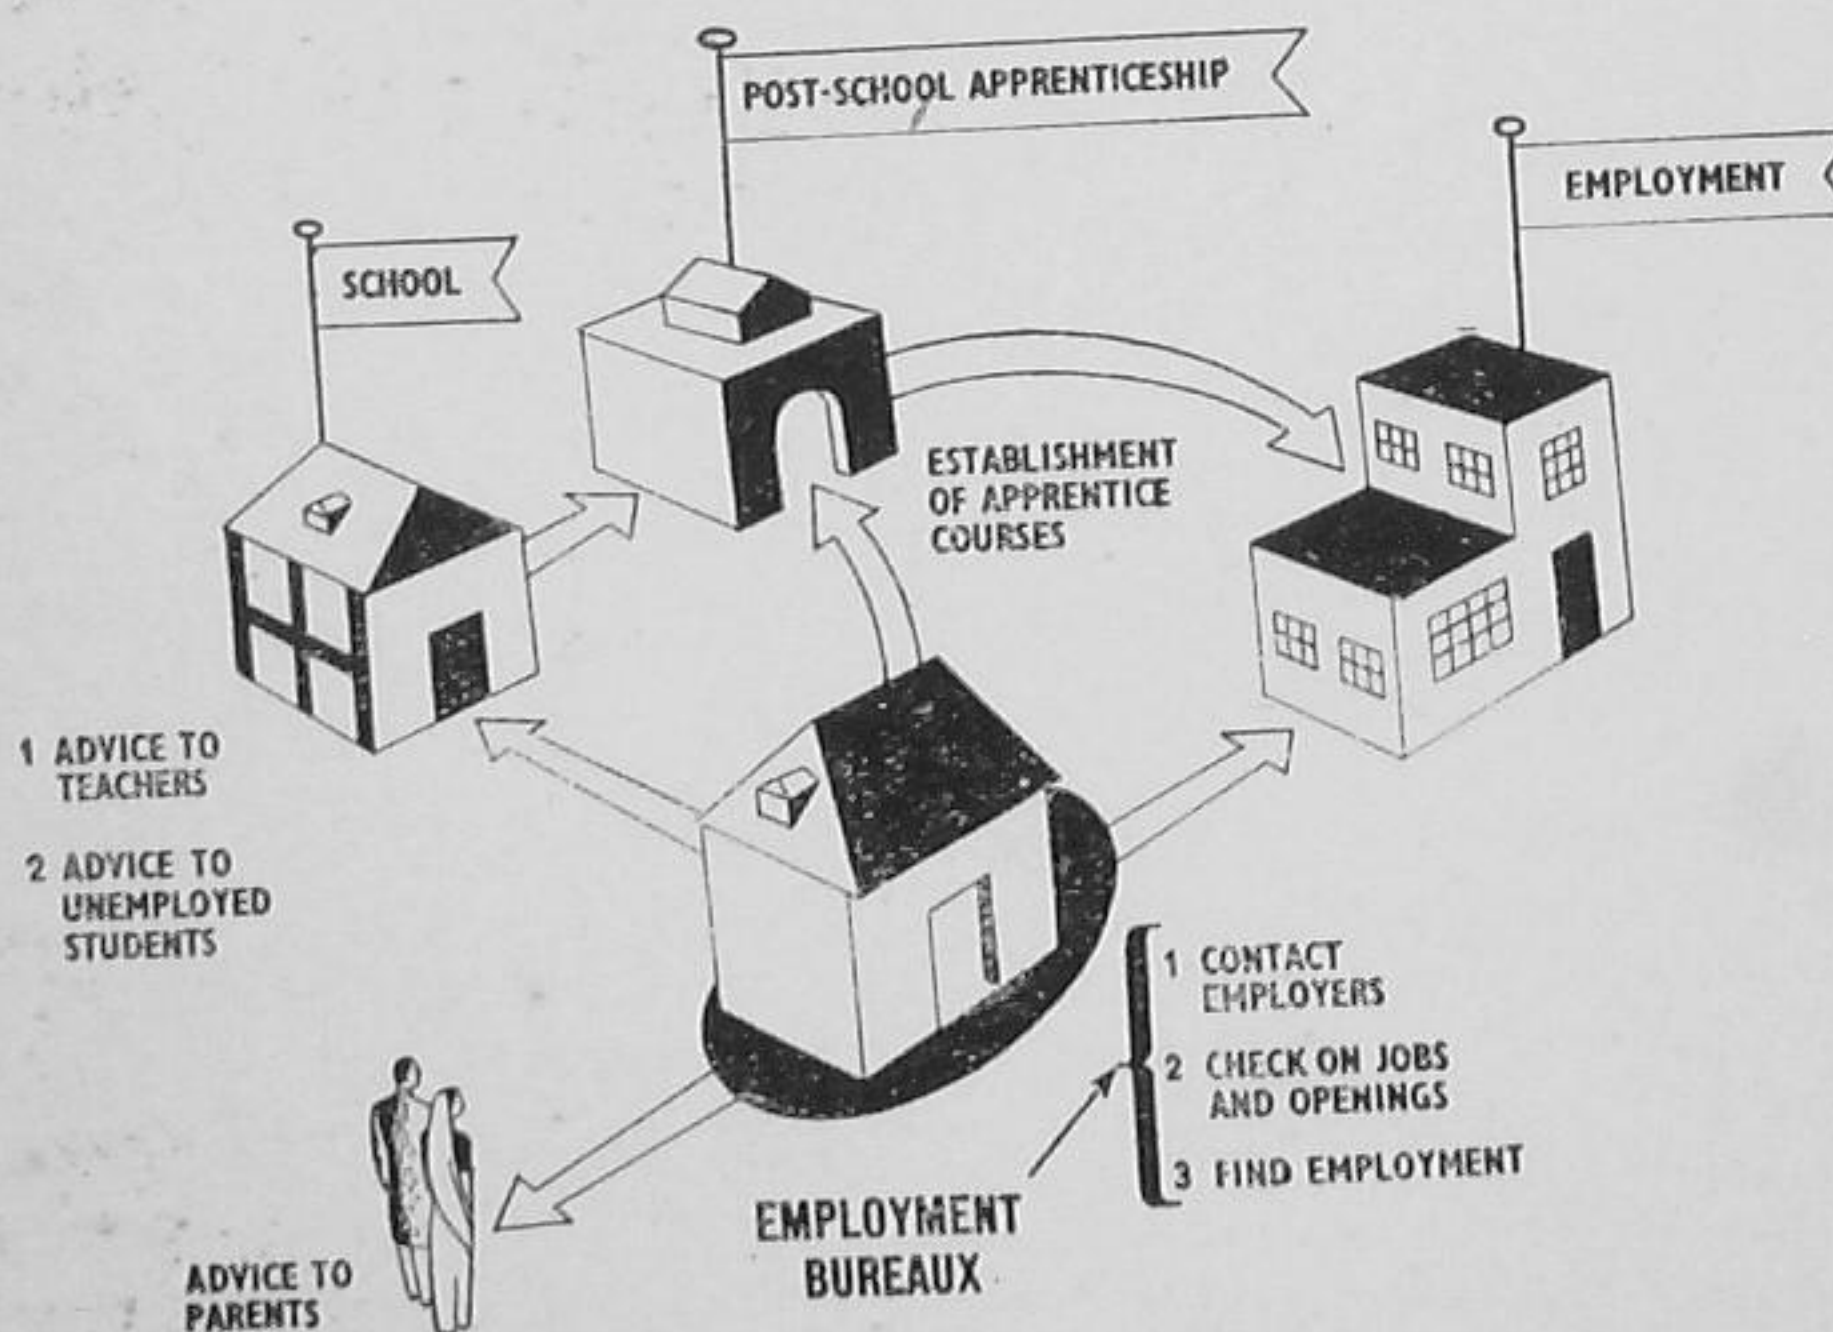 POST-SCHOOL APPRENTICESHIP
EMPLOYMENT
SCHOOL
ESTABLISHMENT
OF APPRENTICE
COURSES
1 ADVICE TO
TEACHERS
2 ADVICE TO
UNEMPLOYED
STUDENTS
1 CONTACT
EMPLOYERS
2 CHECK ON JOBS
AND OPENINGS
3 FIND EMPLOYMENT
EMPLOYMENT
BUREAUX
ADVICE TO
PARENTS